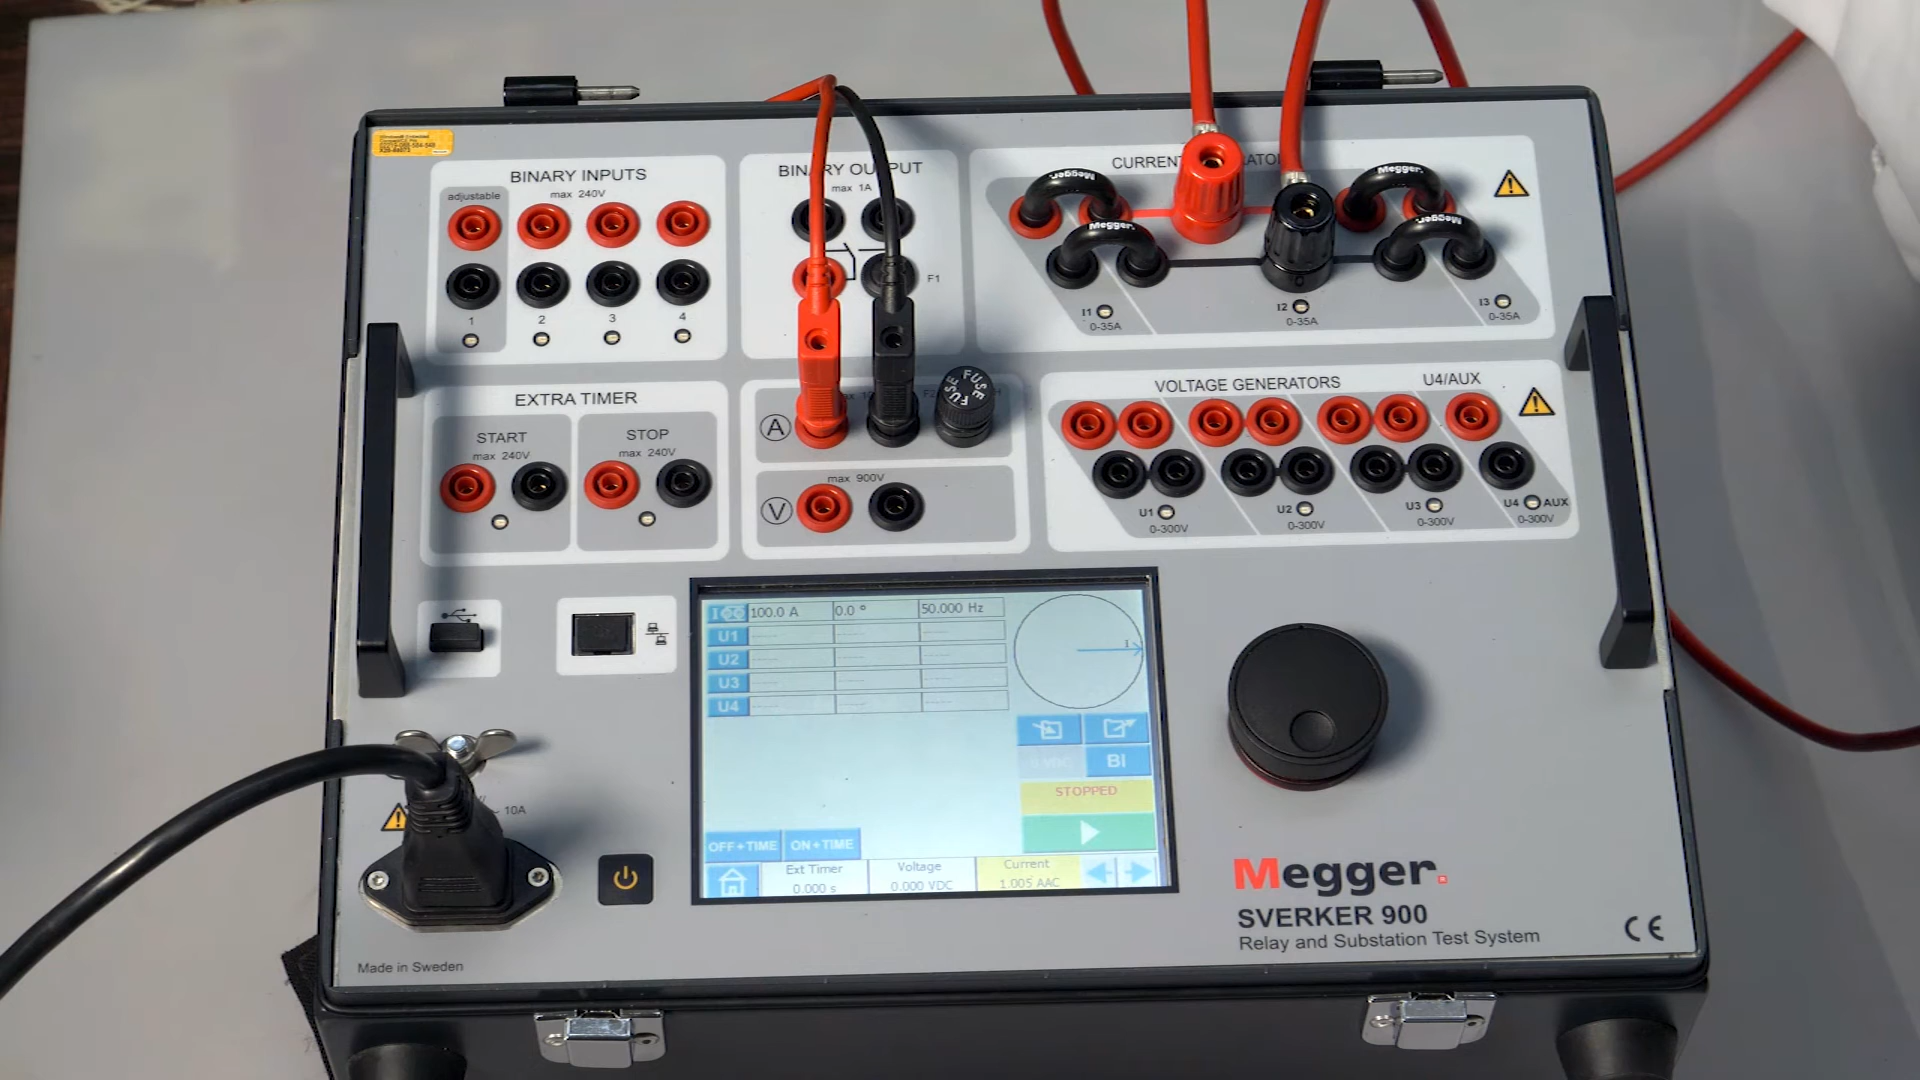 BINARY INPUTS
max 240V
adjustable
1
2
3
4
BINARY OUTPUT
max 1A
F1
CURRENT
Megger.
Megger.
Megger.
Megger.
I1
0-35A
I2
0-35A
I3
0-35A
EXTRA TIMER
START
max 240V
STOP
max 240V
A
FUSE
FUSE
max 900V
V
VOLTAGE GENERATORS
U4/AUX
U1
0-300V
U2
0-300V
U3
0-300V
U4 AUX
0-300V
I 100.0 A 0.0 ° 50.000 Hz
U1
U2
U3
U4
BI
STOPPED
OFF+TIME ON+TIME
Ext Timer
0.000 s
Voltage
0.000 VDC
Current
1.005 AAC
10A
Megger.
SVERKER 900
Relay and Substation Test System
CE
Made in Sweden